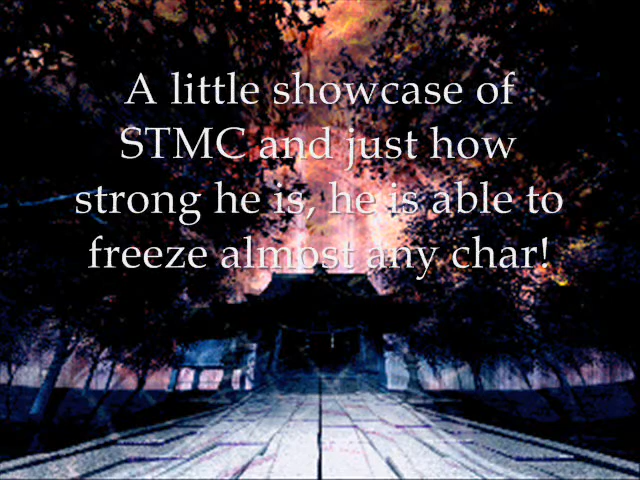 A little showcase of
STMC and just how
strong he is, he is able to
freeze almost any char!